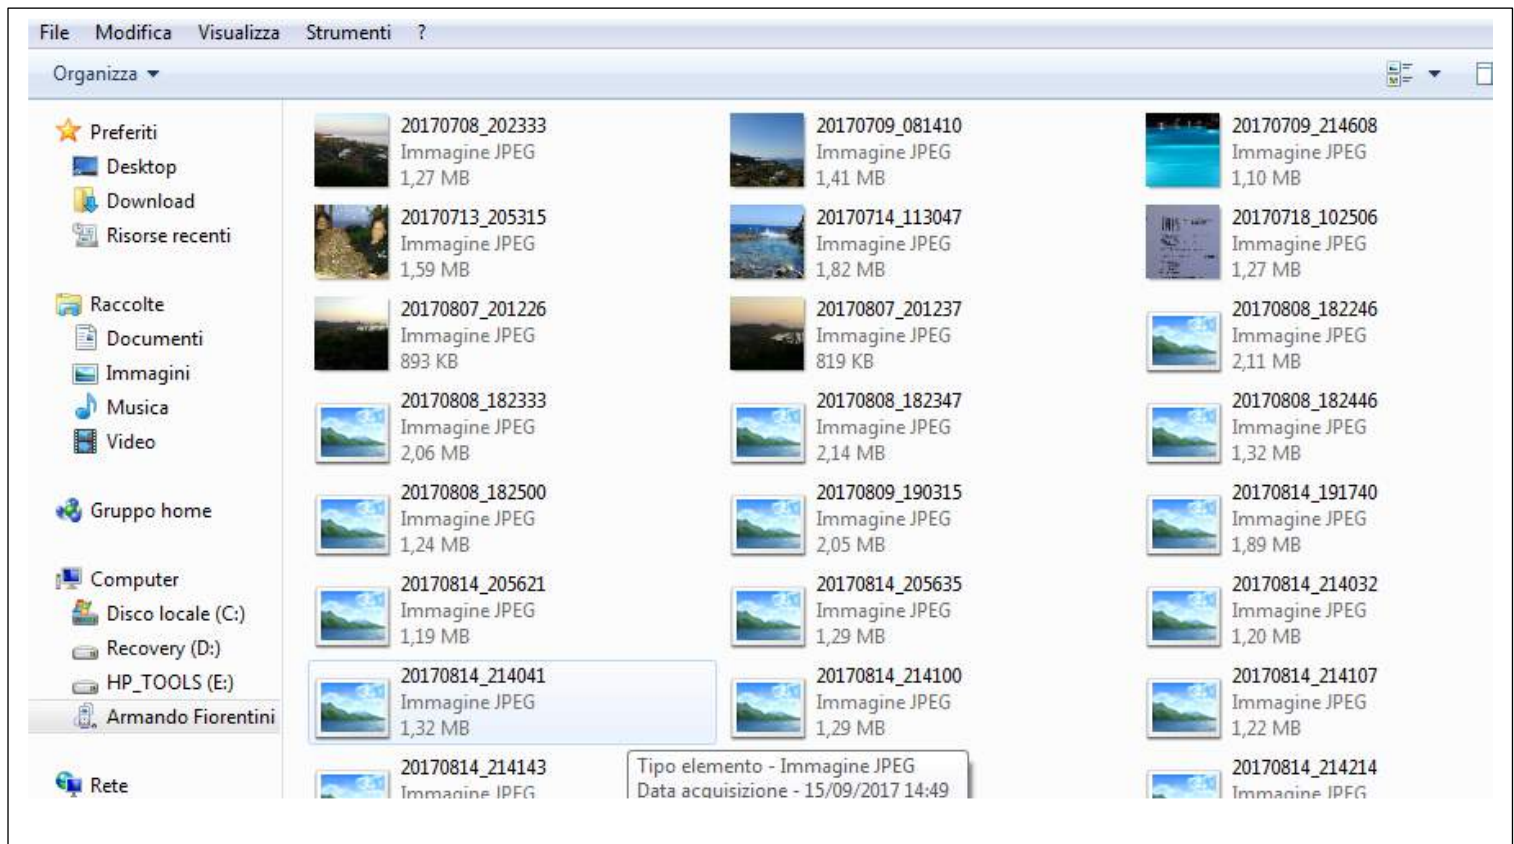 File Modifica Visualizza Strumenti ?
Organizza
Preferiti
Desktop
Download
Risorse recenti
Raccolte
Documenti
Immagini
Musica
Video
Gruppo home
Computer
Disco locale (C:)
Recovery (D:)
HP_TOOLS (E:)
Armando Fiorentini
Rete
20170708_202333
Immagine JPEG
1,27 MB
20170709_081410
Immagine JPEG
1,41 MB
20170709_214608
Immagine JPEG
1,10 MB
20170713_205315
Immagine JPEG
1,59 MB
20170714_113047
Immagine JPEG
1,82 MB
20170718_102506
Immagine JPEG
1,27 MB
20170807_201226
Immagine JPEG
893 KB
20170807_201237
Immagine JPEG
819 KB
20170808_182246
Immagine JPEG
2,11 MB
20170808_182333
Immagine JPEG
2,06 MB
20170808_182347
Immagine JPEG
2,14 MB
20170808_182446
Immagine JPEG
1,32 MB
20170808_182500
Immagine JPEG
1,24 MB
20170809_190315
Immagine JPEG
2,05 MB
20170814_191740
Immagine JPEG
1,89 MB
20170814_205621
Immagine JPEG
1,19 MB
20170814_205635
Immagine JPEG
1,29 MB
20170814_214032
Immagine JPEG
1,20 MB
20170814_214041
Immagine JPEG
1,32 MB
20170814_214100
Immagine JPEG
1,29 MB
20170814_214107
Immagine JPEG
1,22 MB
20170814_214143
Immagine JPEG
Tipo elemento - Immagine JPEG
Data acquisizione - 15/09/2017 14:49
20170814_214214
Immagine JPEG